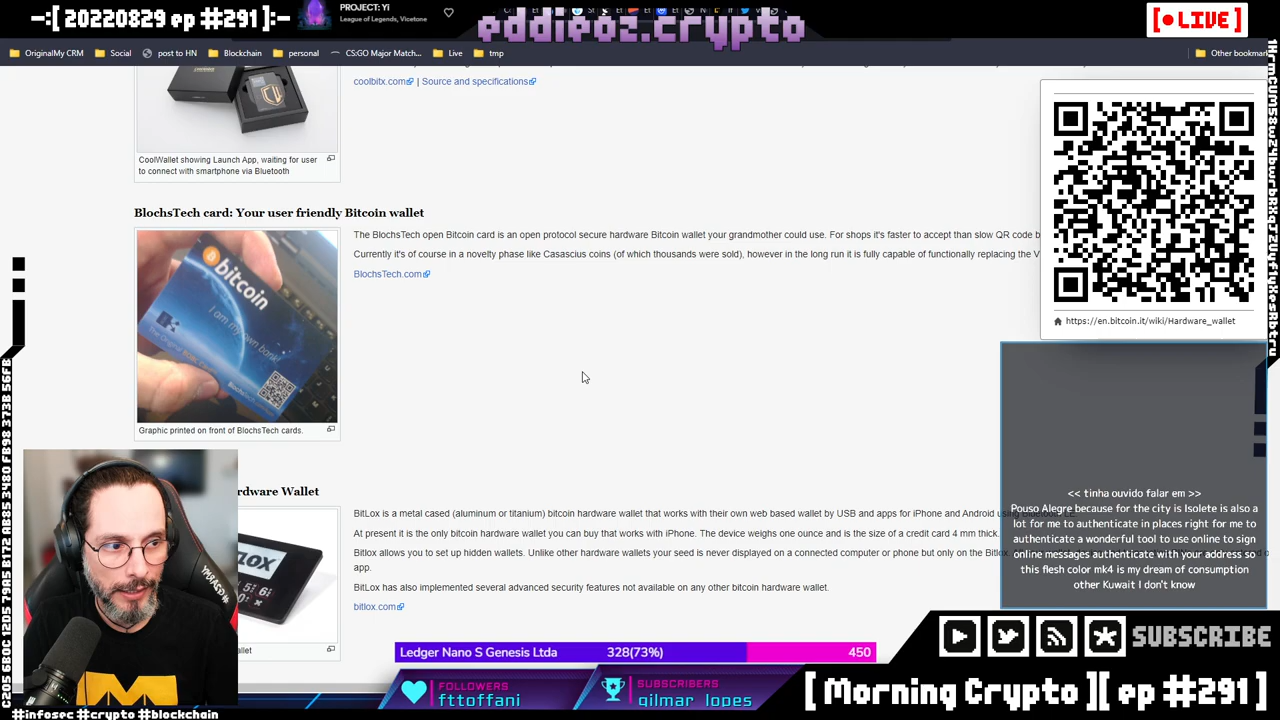 —:[ 20220829 ep #291 ]:—
PROJECT: Yi
League of Legends, Vicetone
eddieoz.crypto
[● LIVE ]
OriginalMy CRM
Social
post to HN
Blockchain
personal
CS:GO Major Match...
Live
tmp
Other bookmar
coolbitx.com | Source and specifications
CoolWallet showing Launch App, waiting for user
to connect with smartphone via Bluetooth
BlochsTech card: Your user friendly Bitcoin wallet
The BlochsTech open Bitcoin card is an open protocol secure hardware Bitcoin wallet your grandmother could use. For shops it's faster to accept than slow QR code b
Currently it's of course in a novelty phase like Casascius coins (of which thousands were sold), however in the long run it is fully capable of functionally replacing the V
BlochsTech.com
bitcoin
I am my own bank
Graphic printed on front of BlochsTech cards.
https://en.bitcoin.it/wiki/Hardware_wallet
rdware Wallet
BitLox is a metal cased (aluminum or titanium) bitcoin hardware wallet that works with their own web based wallet by USB and apps for iPhone and Android
At present it is the only bitcoin hardware wallet you can buy that works with iPhone. The device weighs one ounce and is the size of a credit card 4 mm thick.
Bitlox allows you to set up hidden wallets. Unlike other hardware wallets your seed is never displayed on a connected computer or phone but only on the Bitlox
app.
BitLox has also implemented several advanced security features not available on any other bitcoin hardware wallet.
bitlox.com
allet
<< tinha ouvido falar em >>
Pouso Alegre because for the city is Isolete is also a
lot for me to authenticate in places right for me to
authenticate a wonderful tool to use online to sign
online messages authenticate with your address so
this flesh color mk4 is my dream of consumption
other Kuwait I don't know
Ledger Nano S Genesis Ltda 328(73%) 450
FOLLOWERS
fttoffani
SUBSCRIBERS
gilmar_lopes
SUBSCRIBE
[ Morning Crypto ][ ep #291 ]
#infosec #crypto #blockchain